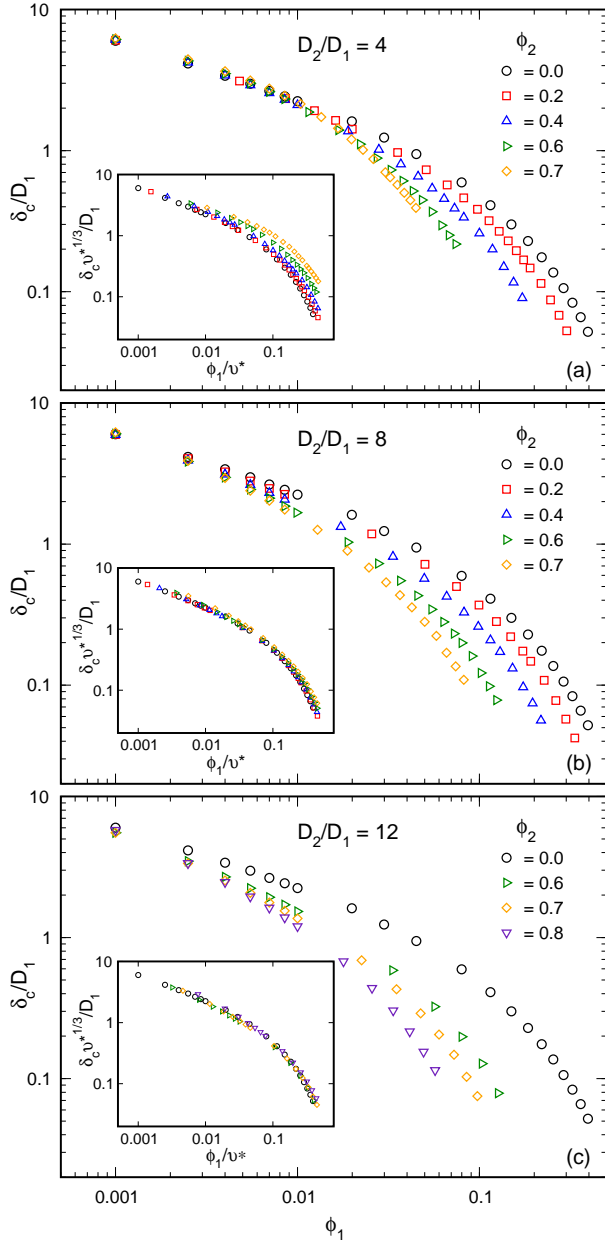 10
1
0.1
δc/D1
D2/D1 = 4
ϕ2
= 0.0
= 0.2
= 0.4
= 0.6
= 0.7
10
1
0.1
δcυ*1/3/D1
0.001
0.01
0.1
ϕ1/υ*
(a)
10
1
0.1
δc/D1
D2/D1 = 8
ϕ2
= 0.0
= 0.2
= 0.4
= 0.6
= 0.7
10
1
0.1
δcυ*1/3/D1
0.001
0.01
0.1
ϕ1/υ*
(b)
10
1
0.1
δc/D1
D2/D1 = 12
ϕ2
= 0.0
= 0.6
= 0.7
= 0.8
10
1
0.1
δcυ*1/3/D1
0.001
0.01
0.1
ϕ1/υ*
(c)
0.001
0.01
0.1
ϕ1